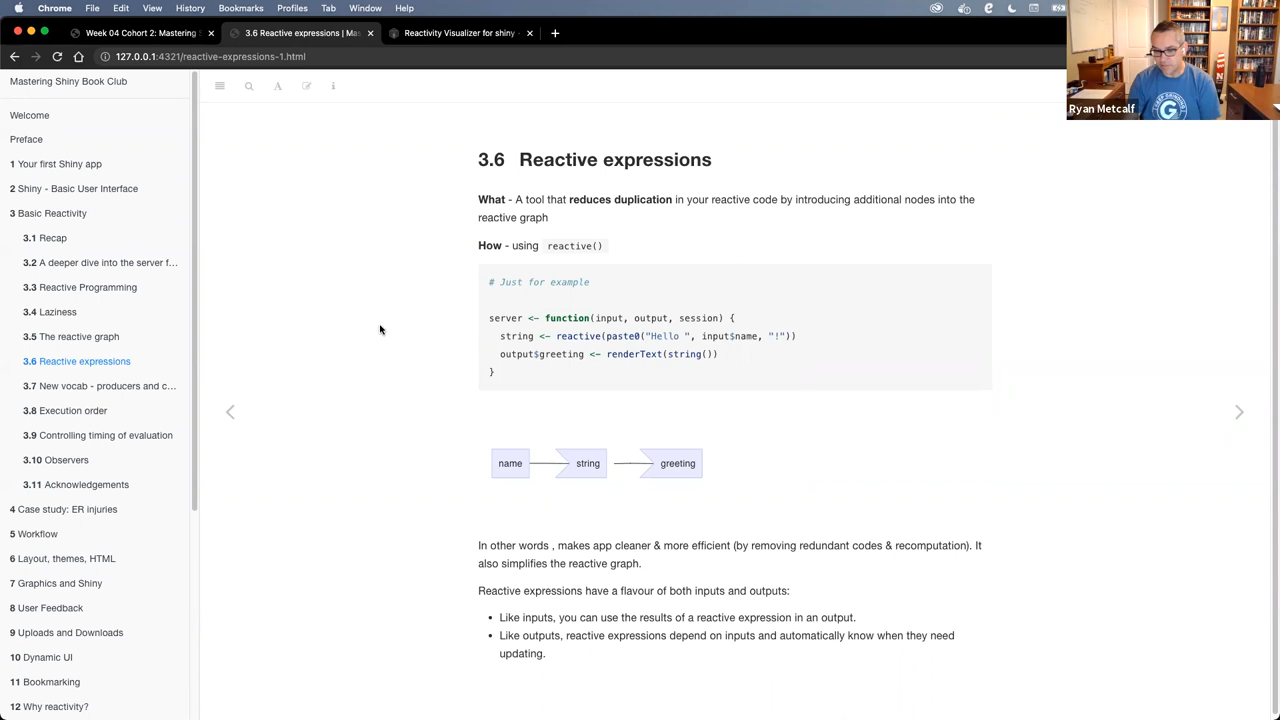 Chrome File Edit View History Bookmarks Profiles Tab Window Help
Week 04 Cohort 2: Mastering S
3.6 Reactive expressions | Mas
Reactivity Visualizer for shiny
127.0.0.1:4321/reactive-expressions-1.html
Ryan Metcalf
Mastering Shiny Book Club
Welcome
Preface
1 Your first Shiny app
2 Shiny - Basic User Interface
3 Basic Reactivity
3.1 Recap
3.2 A deeper dive into the server f...
3.3 Reactive Programming
3.4 Laziness
3.5 The reactive graph
3.6 Reactive expressions
3.7 New vocab - producers and c...
3.8 Execution order
3.9 Controlling timing of evaluation
3.10 Observers
3.11 Acknowledgements
4 Case study: ER injuries
5 Workflow
6 Layout, themes, HTML
7 Graphics and Shiny
8 User Feedback
9 Uploads and Downloads
10 Dynamic UI
11 Bookmarking
12 Why reactivity?
3.6 Reactive expressions
What - A tool that reduces duplication in your reactive code by introducing additional nodes into the
reactive graph
How - using reactive()
# Just for example
server <- function(input, output, session) {
string <- reactive(paste0("Hello ", input$name, "!"))
output$greeting <- renderText(string())
}
name
string
greeting
In other words , makes app cleaner & more efficient (by removing redundant codes & recomputation). It
also simplifies the reactive graph.
Reactive expressions have a flavour of both inputs and outputs:
• Like inputs, you can use the results of a reactive expression in an output.
• Like outputs, reactive expressions depend on inputs and automatically know when they need
updating.